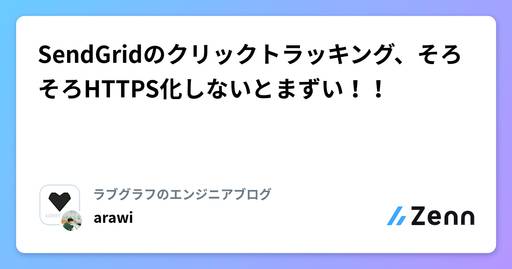 SendGridのクリックトラッキング、そろ
そろHTTPS化しないとまずい！！
ラブグラフのエンジニアブログ
arawi
Zenn